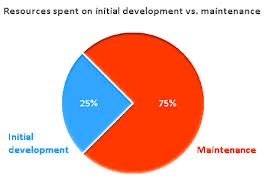 Resources spent on initial development vs. maintenance
25%
75%
Initial
development
Maintenance